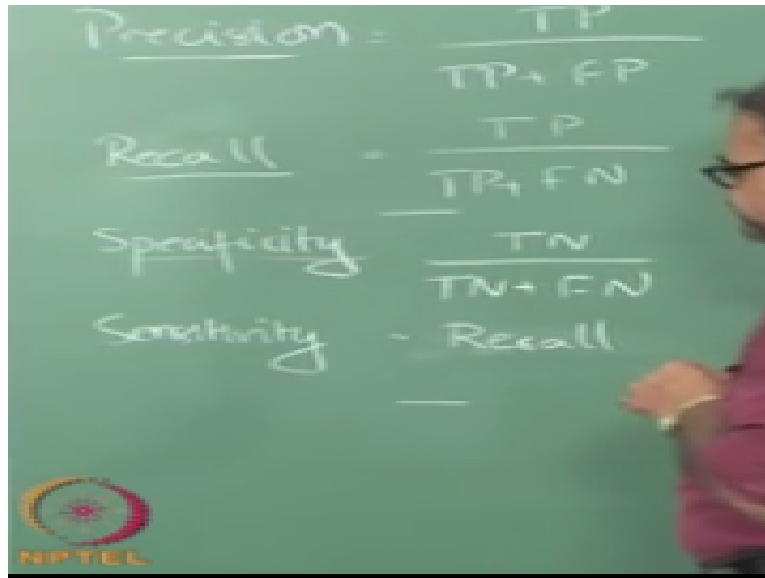 Precision = TP
TP + FP
Recall = TP
TP + FN
Specificity TN
TN + FN
Sensitivity - Recall
NPTEL